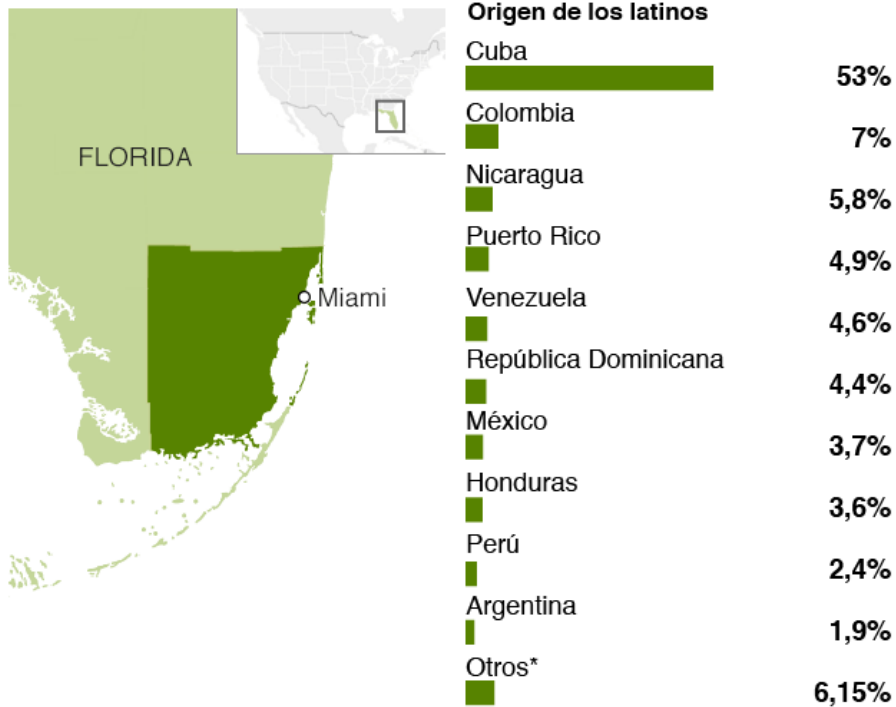 FLORIDA
Miami
Origen de los latinos
Cuba
53%
Colombia
7%
Nicaragua
5,8%
Puerto Rico
4,9%
Venezuela
4,6%
República Dominicana
4,4%
México
3,7%
Honduras
3,6%
Perú
2,4%
Argentina
1,9%
Otros*
6,15%